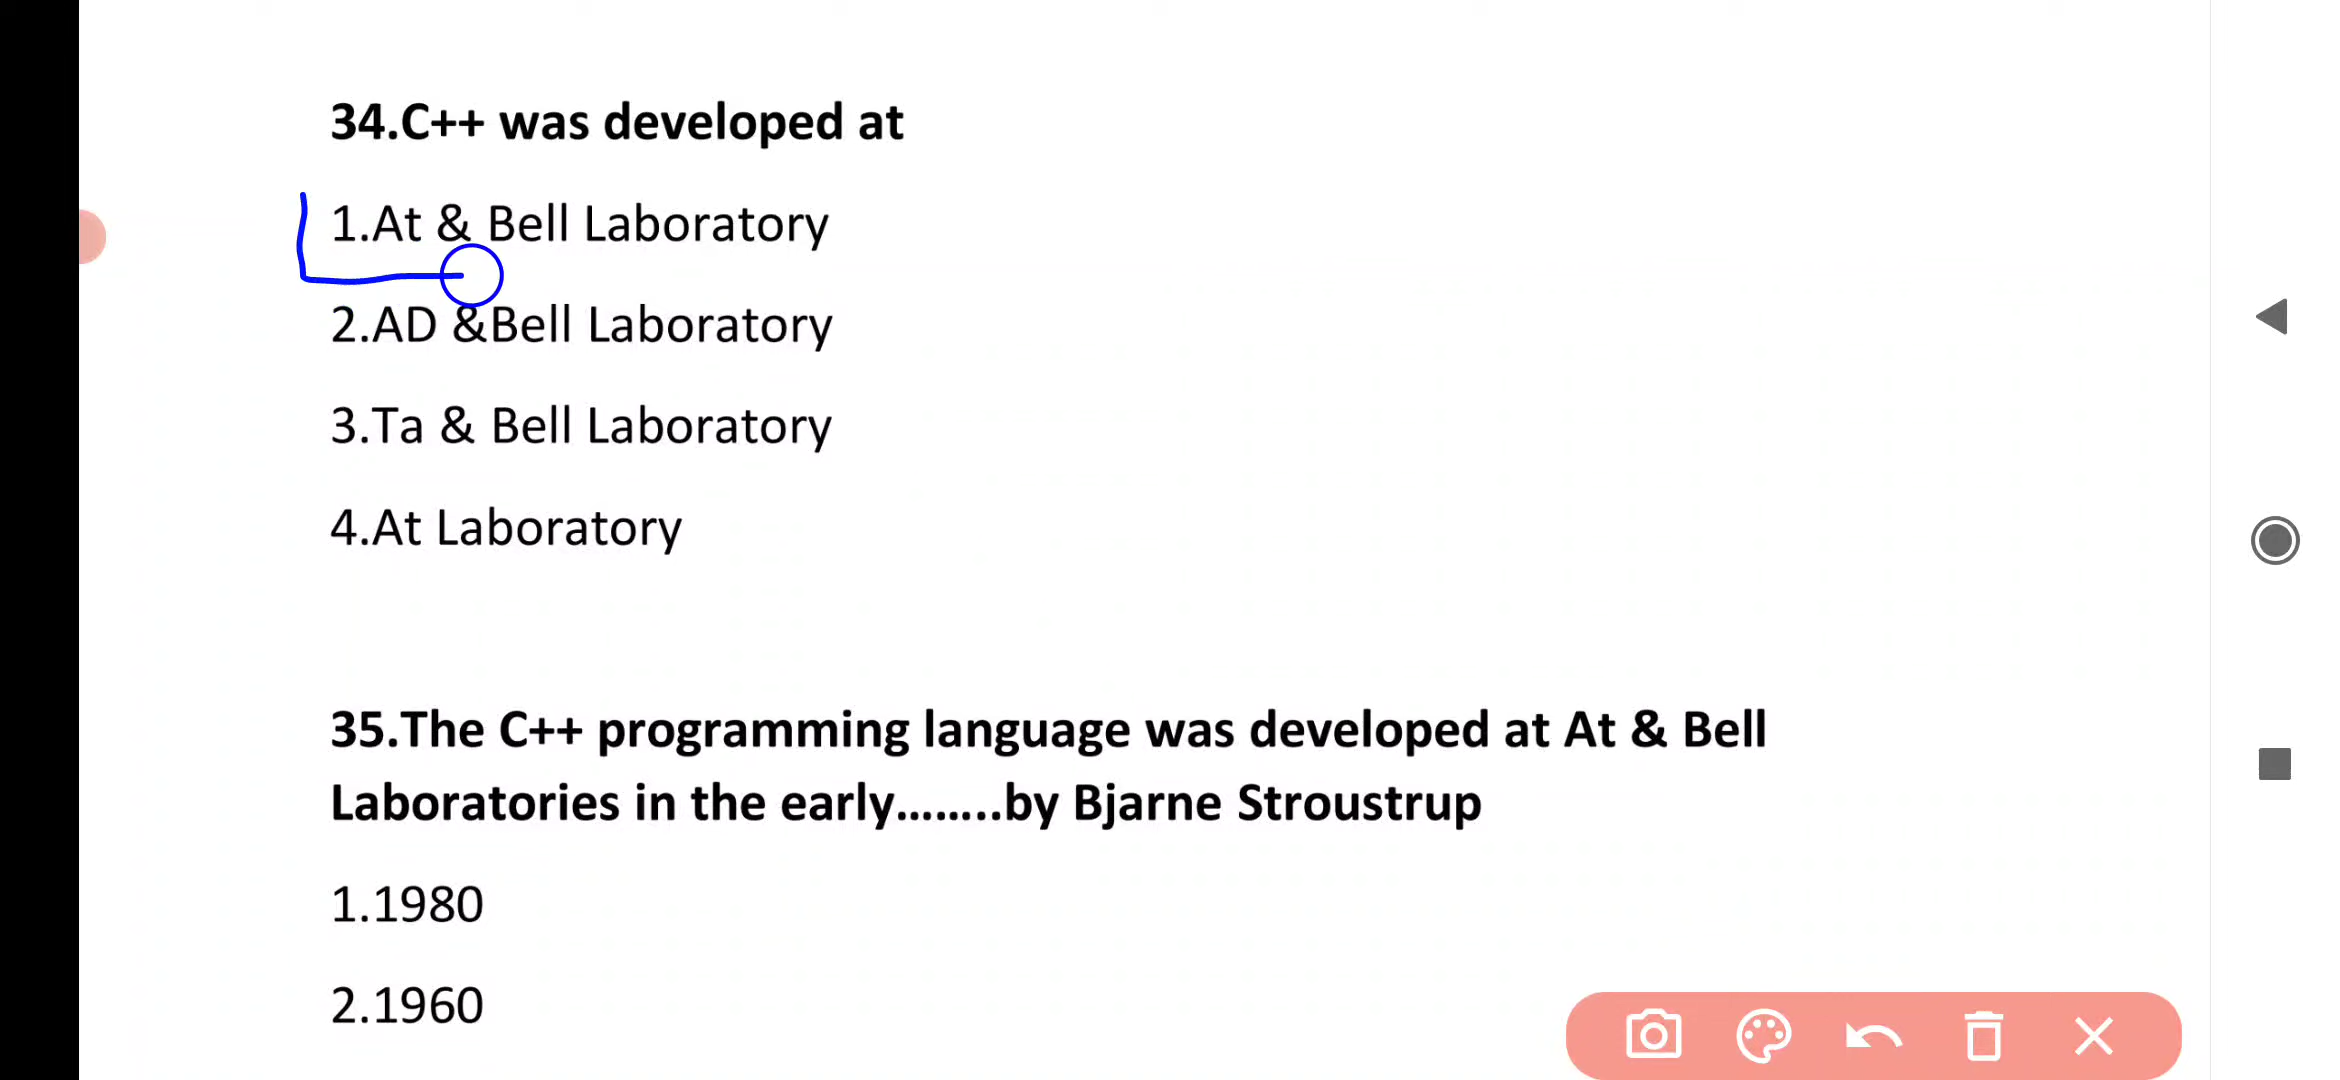 34.C++ was developed at
1.At & Bell Laboratory
2.AD &Bell Laboratory
3.Ta & Bell Laboratory
4.At Laboratory
35.The C++ programming language was developed at At & Bell
Laboratories in the early........by Bjarne Stroustrup
1.1980
2.1960